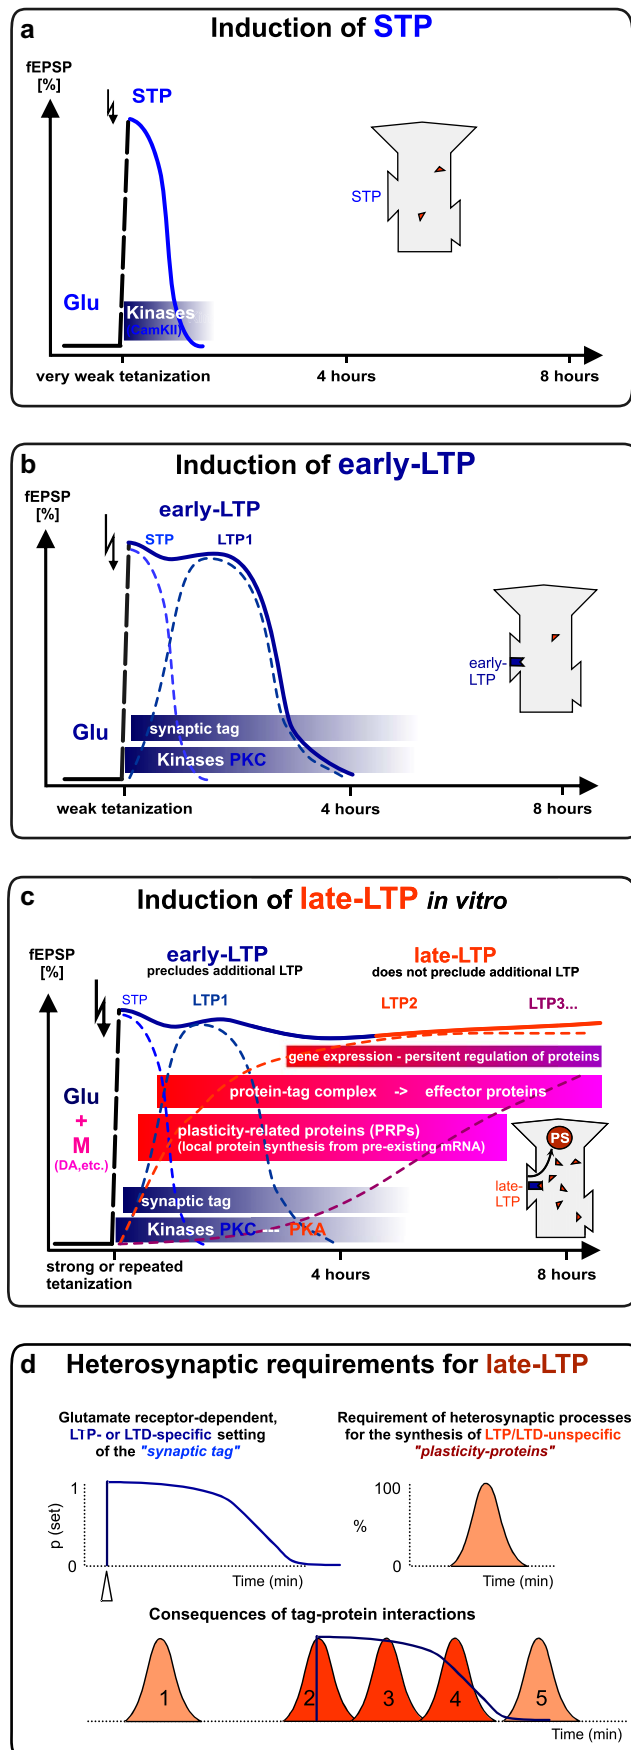 a
Induction of STP
fEPSP
[%]
STP
STP
Glu
Kinases
(CamKII)
very weak tetanization
4 hours
8 hours
b
Induction of early-LTP
fEPSP
[%]
early-LTP
STP
LTP1
early-
LTP
Glu
synaptic tag
Kinases PKC
weak tetanization
4 hours
8 hours
c
Induction of late-LTP in vitro
fEPSP
[%]
early-LTP
precludes additional LTP
late-LTP
does not preclude additional LTP
STP
LTP1
LTP2
LTP3...
gene expression - persitent regulation of proteins
Glu
+
M
(DA,etc.)
protein-tag complex -> effector proteins
plasticity-related proteins (PRPs)
(local protein synthesis from pre-existing mRNA)
PS
late-
LTP
synaptic tag
Kinases PKC --- PKA
strong or repeated
tetanization
4 hours
8 hours
d
Heterosynaptic requirements for late-LTP
Glutamate receptor-dependent,
LTP- or LTD-specific setting
of the "synaptic tag"
Requirement of heterosynaptic processes
for the synthesis of LTP/LTD-unspecific
"plasticity-proteins"
1
p (set)
0
Time (min)
100
%
0
Time (min)
Consequences of tag-protein interactions
1 2 3 4 5
Time (min)